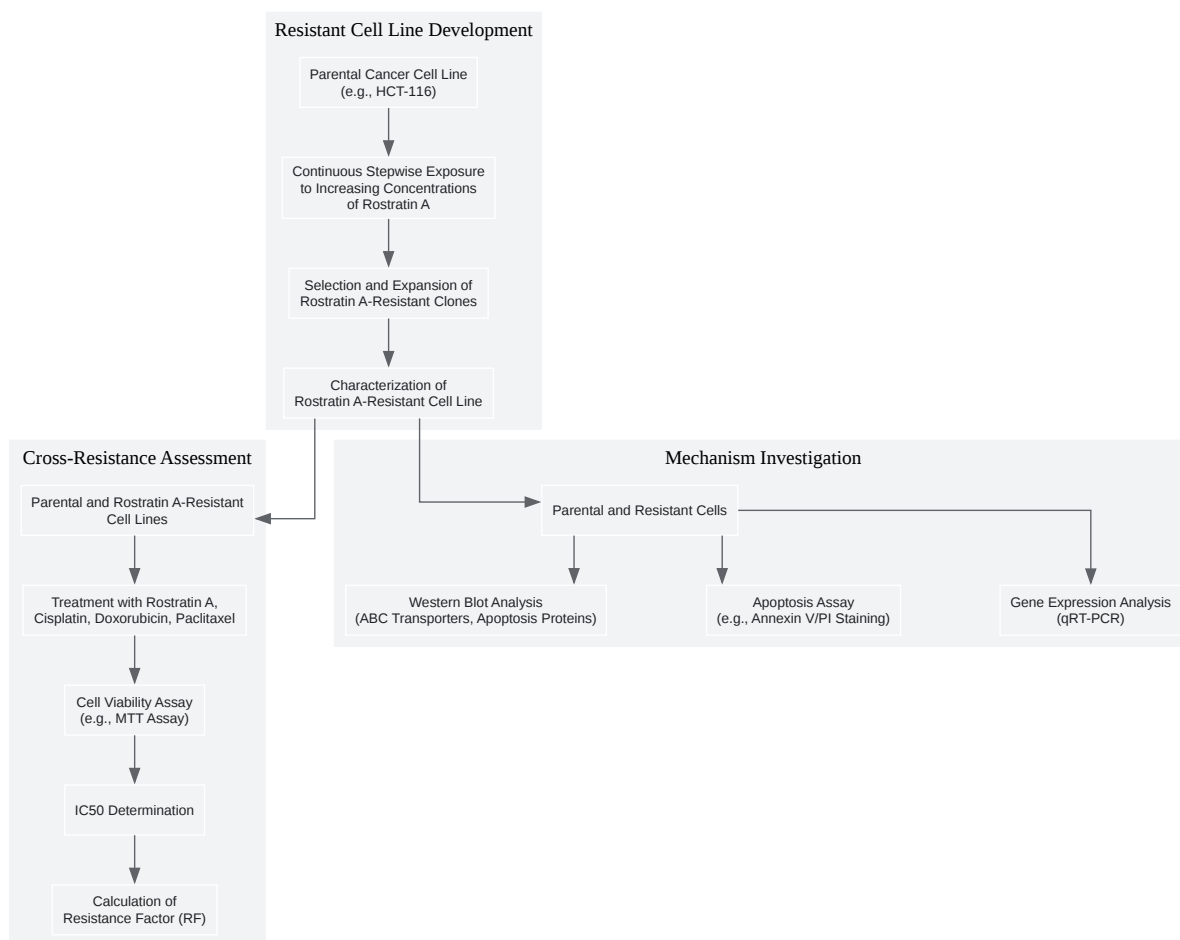 Resistant Cell Line Development
Parental Cancer Cell Line
(e.g., HCT-116)
Continuous Stepwise Exposure
to Increasing Concentrations
of Rostratin A
Selection and Expansion of
Rostratin A-Resistant Clones
Characterization of
Rostratin A-Resistant Cell Line
Cross-Resistance Assessment
Parental and Rostratin A-Resistant
Cell Lines
Treatment with Rostratin A,
Cisplatin, Doxorubicin, Paclitaxel
Cell Viability Assay
(e.g., MTT Assay)
IC50 Determination
Calculation of
Resistance Factor (RF)
Mechanism Investigation
Parental and Resistant Cells
Western Blot Analysis
(ABC Transporters, Apoptosis Proteins)
Apoptosis Assay
(e.g., Annexin V/PI Staining)
Gene Expression Analysis
(qRT-PCR)